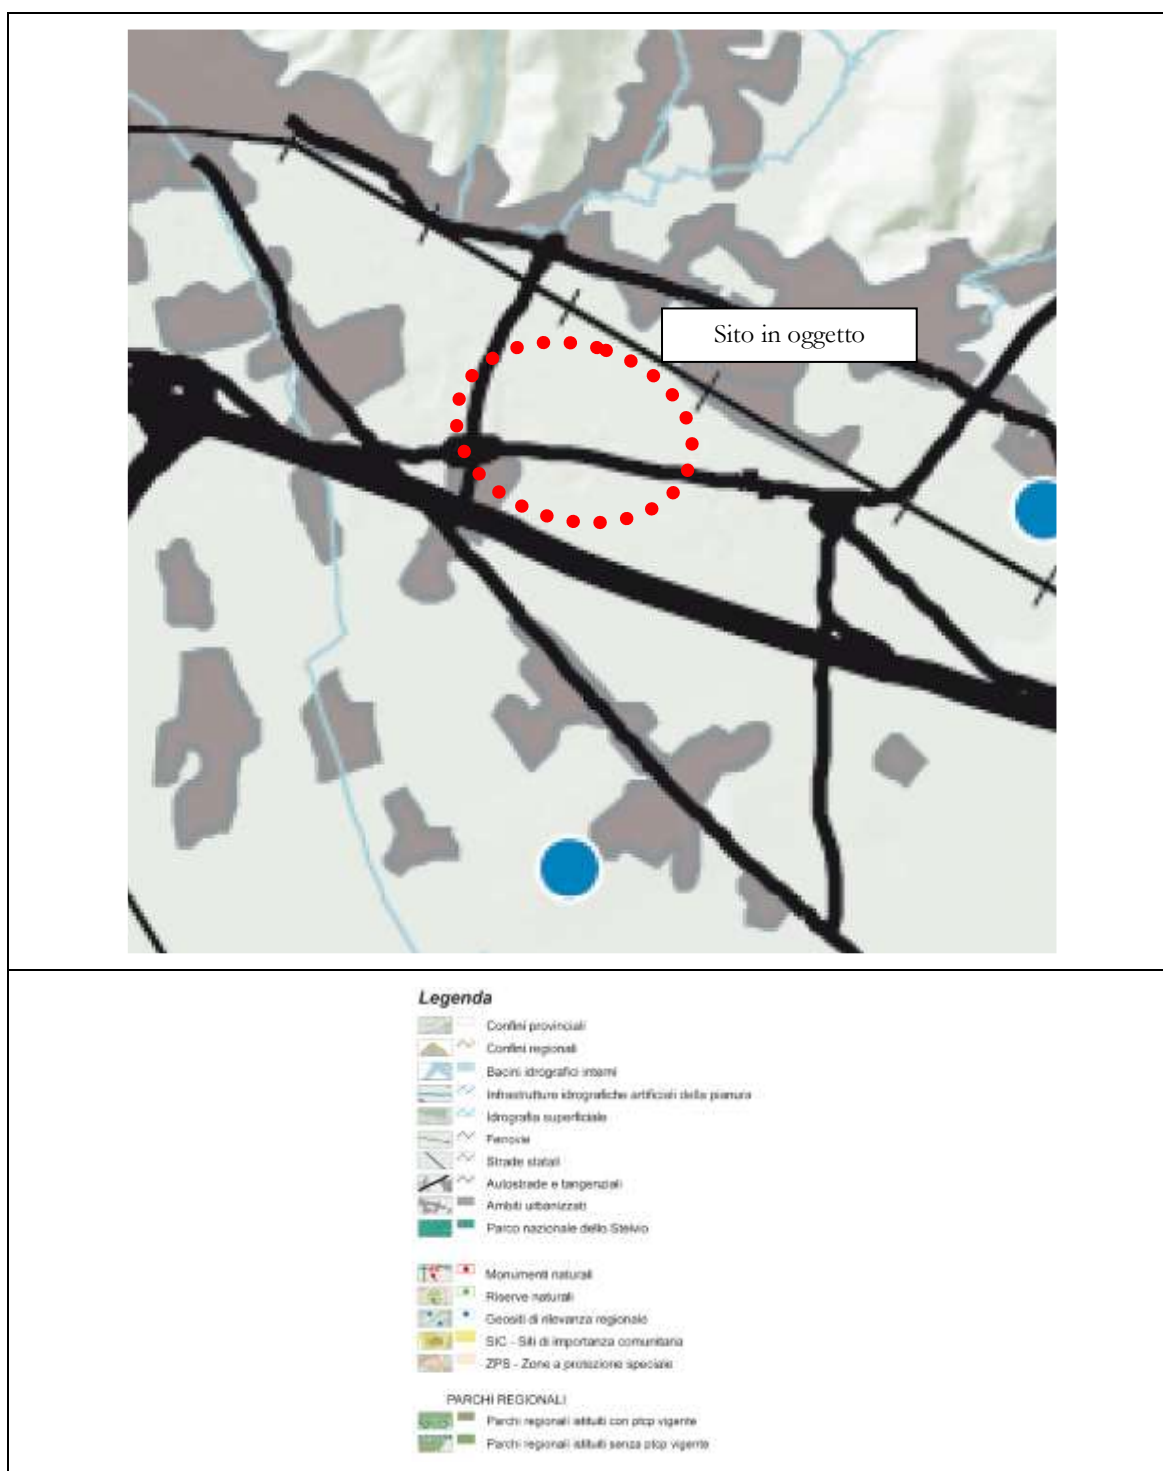 Sito in oggetto
Legenda
Confini provinciali
Confini regionali
Bacini idrografici interni
Infrastrutture idrografiche artificiali della pianura
Idrografia superficiale
Ferrovie
Strade statali
Autostrade e tangenziali
Ambiti urbanizzati
Parco nazionale dello Stelvio
Monumenti naturali
Riserve naturali
Geositi di rilevanza regionale
SIC - Siti di importanza comunitaria
ZPS - Zone a protezione speciale
PARCHI REGIONALI
Parchi regionali istituiti con ptcp vigente
Parchi regionali istituiti senza ptcp vigente